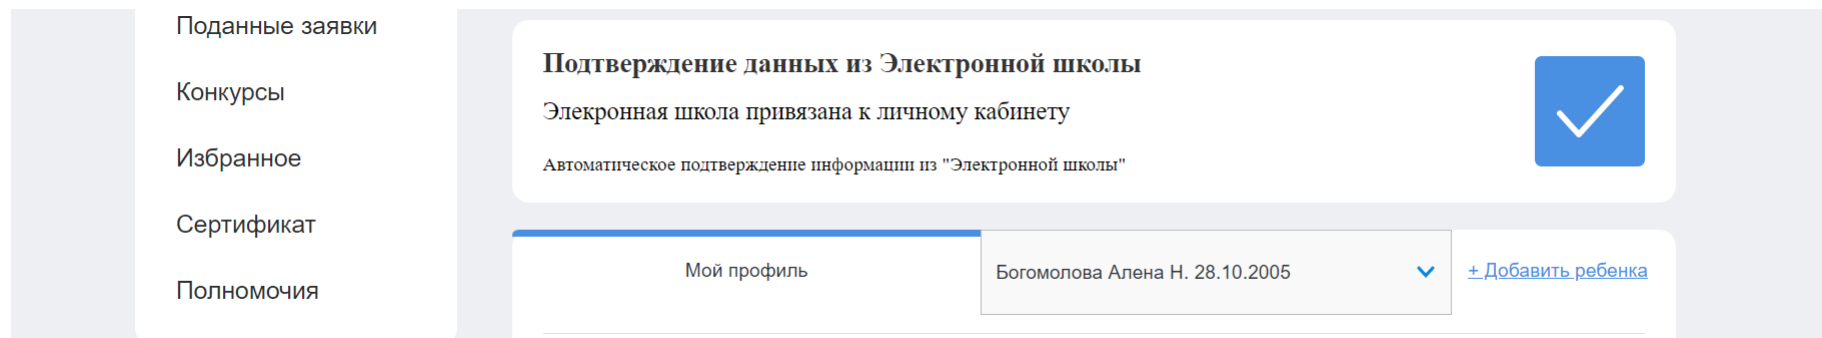 Поданные заявки
Конкурсы
Избранное
Сертификат
Полномочия
Подтверждение данных из Электронной школы
Элекронная школа привязана к личному кабинету
Автоматическое подтверждение информации из "Электронной школы"
Мой профиль
Богомолова Алена Н. 28.10.2005
+ Добавить ребенка